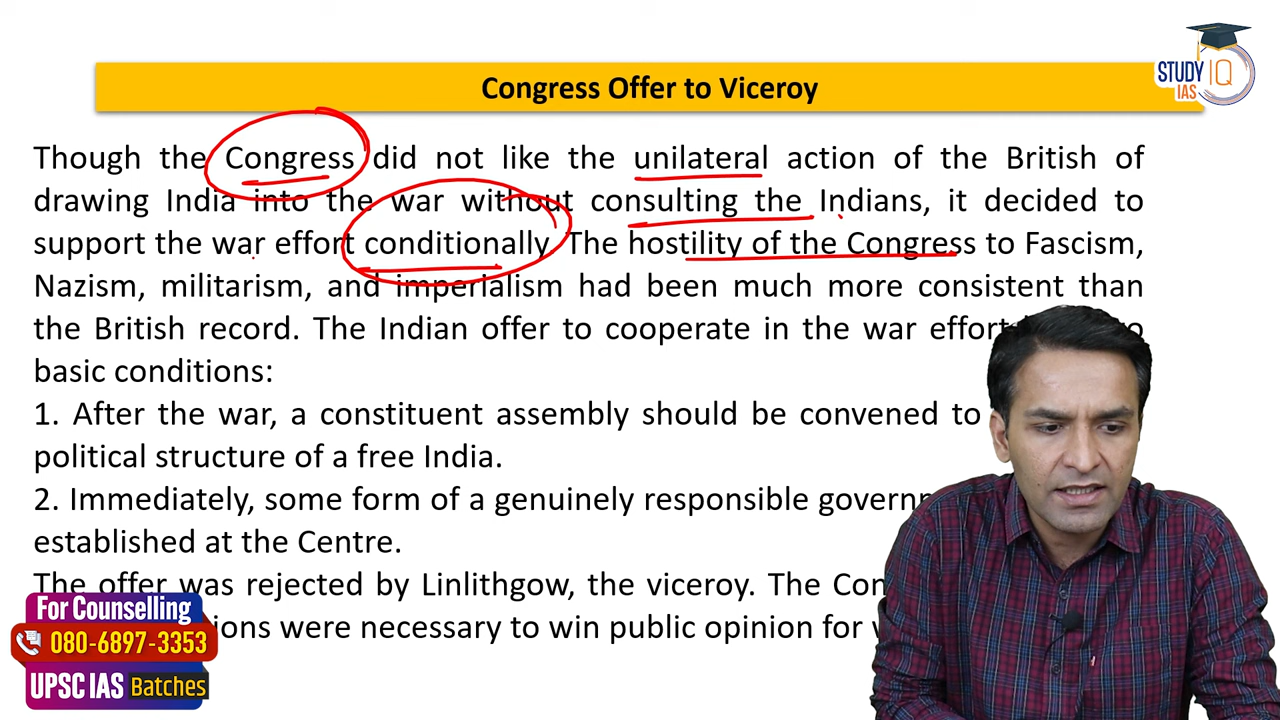 Congress Offer to Viceroy
STUDY IQ
IAS
Though the Congress did not like the unilateral action of the British of
drawing India into the war without consulting the Indians, it decided to
support the war effort conditionally The hostility of the Congress to Fascism,
Nazism, militarism, and imperialism had been much more consistent than
the British record. The Indian offer to cooperate in the war effort
basic conditions:
1. After the war, a constituent assembly should be convened to
political structure of a free India.
2. Immediately, some form of a genuinely responsible
established at the Centre.
The offer was rejected by Linlithgow, the viceroy. The
were necessary to win public opinion for
For Counselling
080-6897-3353
UPSC IAS Batches